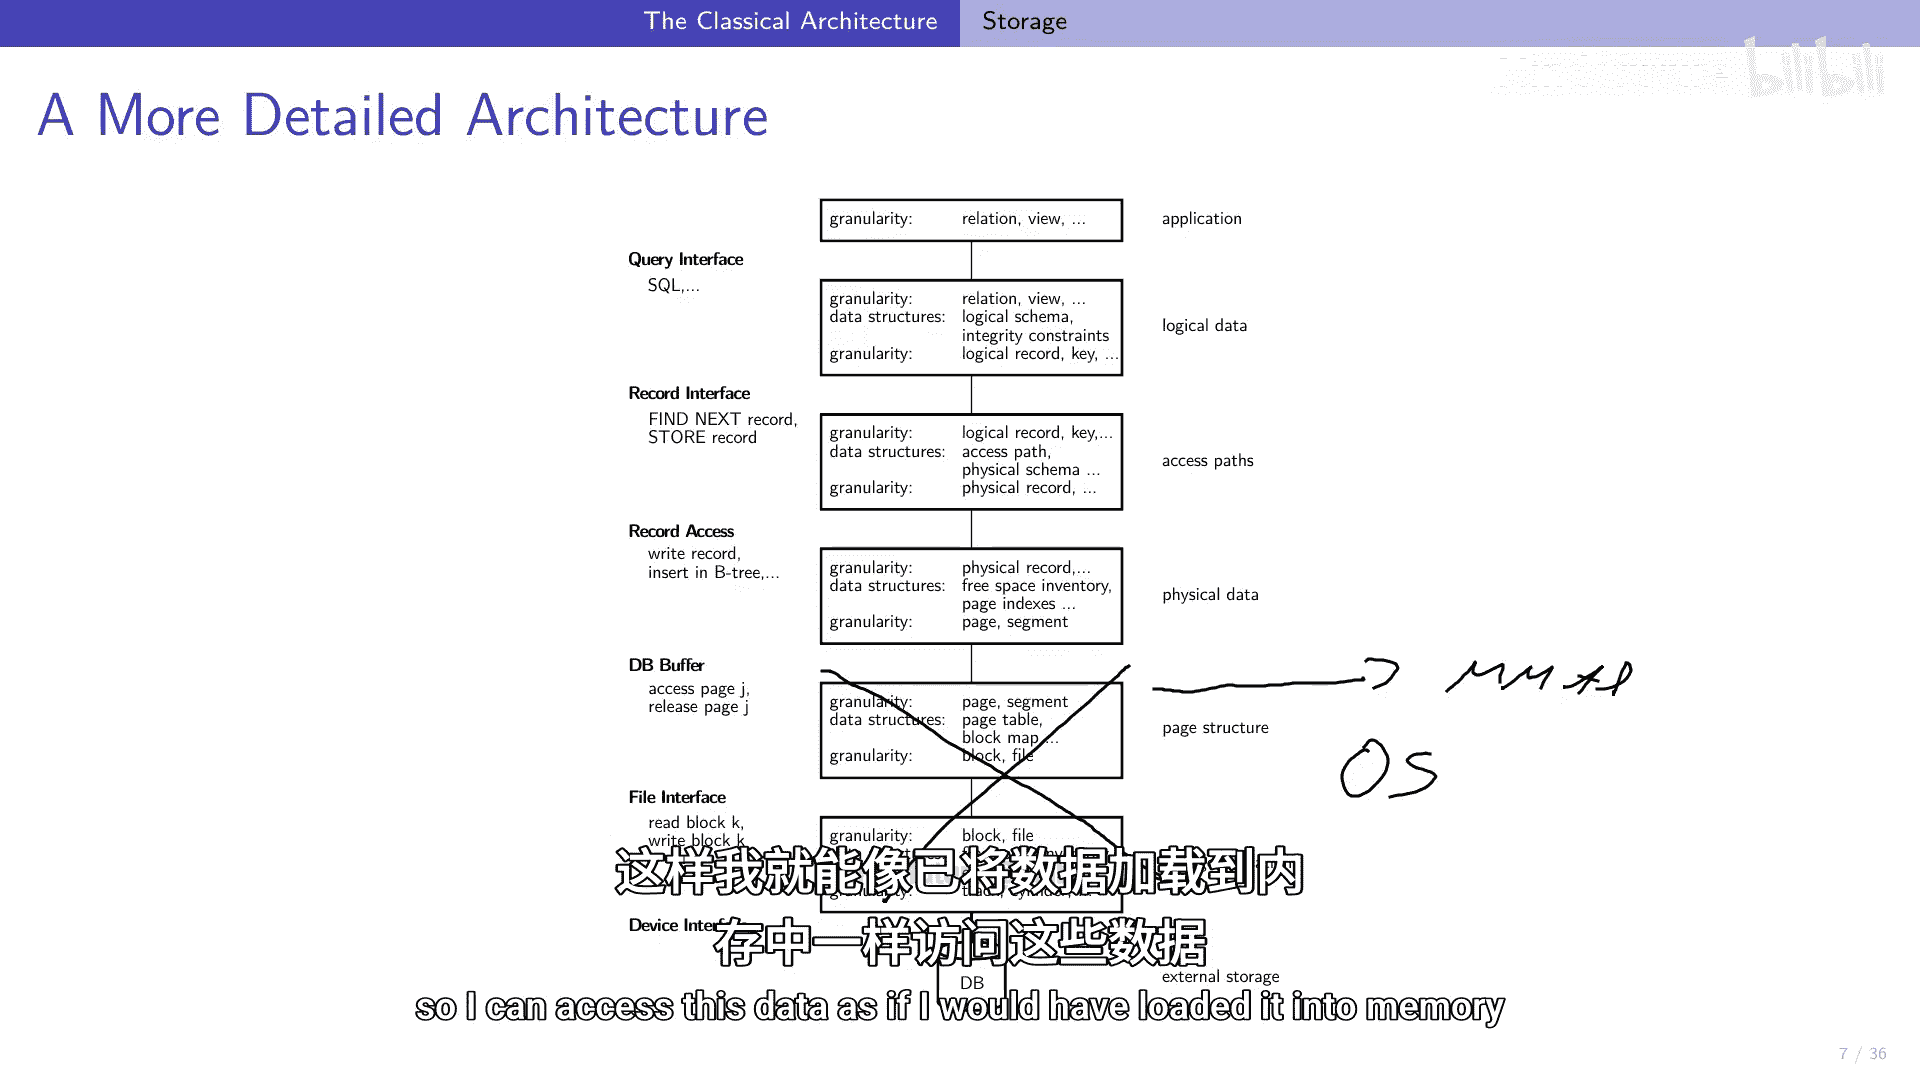 The Classical Architecture Storage
bilibili
A More Detailed Architecture
granularity: relation, view, ...
application
Query Interface
SQL,...
granularity: relation, view, ...
data structures: logical schema,
integrity constraints
granularity: logical record, key, ...
logical data
Record Interface
FIND NEXT record,
STORE record
granularity: logical record, key,...
data structures: access path,
physical schema ...
granularity: physical record, ...
access paths
Record Access
write record,
insert in B-tree,...
granularity: physical record,...
data structures: free space inventory,
page indexes ...
granularity: page, segment
physical data
DB Buffer
access page j,
release page j
granularity: page, segment
data structures: page table,
block map ...
granularity: block, file
page structure
MMAP
OS
File Interface
read block k,
write block k
granularity: block, file
这样我就能像已将数据加载到内
存中一样访问这些数据
Device
DB
external storage
so I can access this data as if I would have loaded it into memory
7 / 36